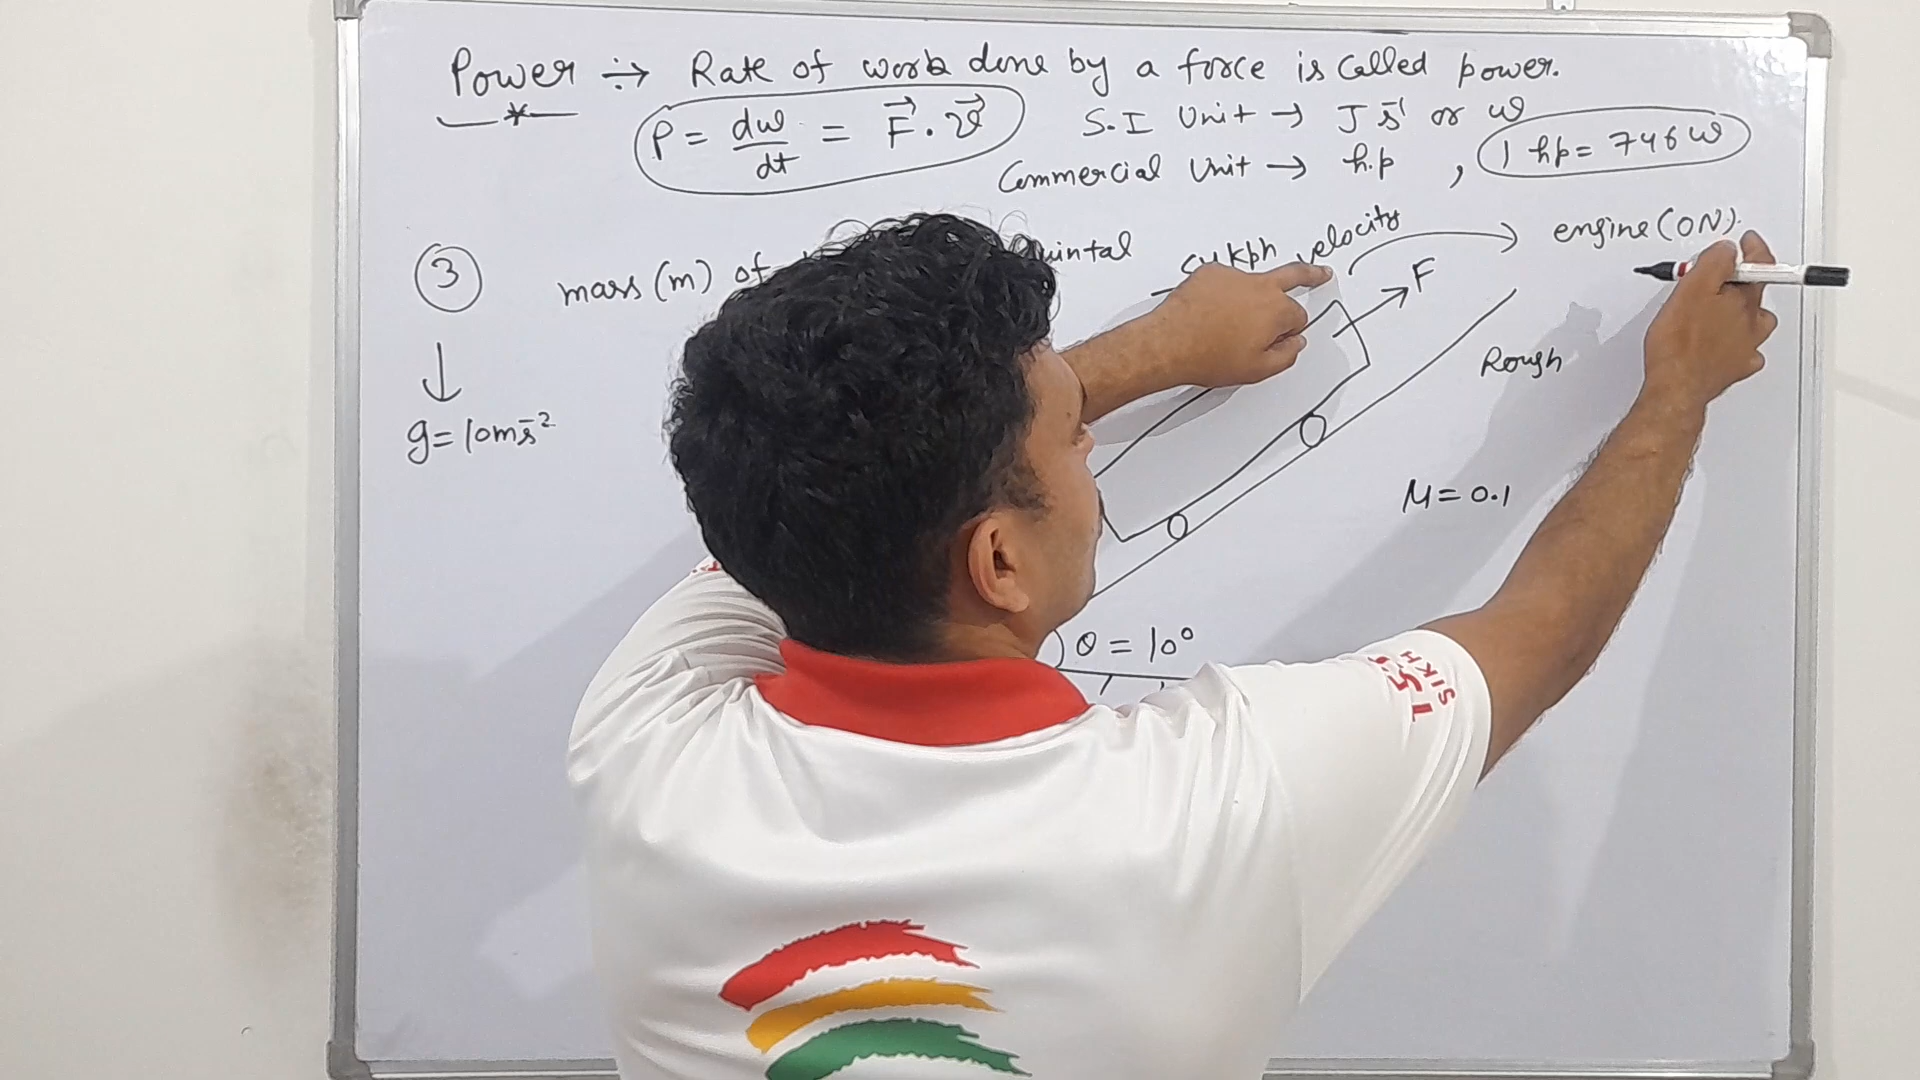 Power ÷→ Rate of work done by a force is called power.
P = dw/dt = F⃗ . v⃗
S.I Unit → J s⁻¹ or w
Commercial Unit → h.p , 1 hp = 746 w
3
mass (m) of
quintal
velocity
engine (ON).
F
g = 10 m s⁻²
Rough
μ = 0.1
θ = 10°
SIKH